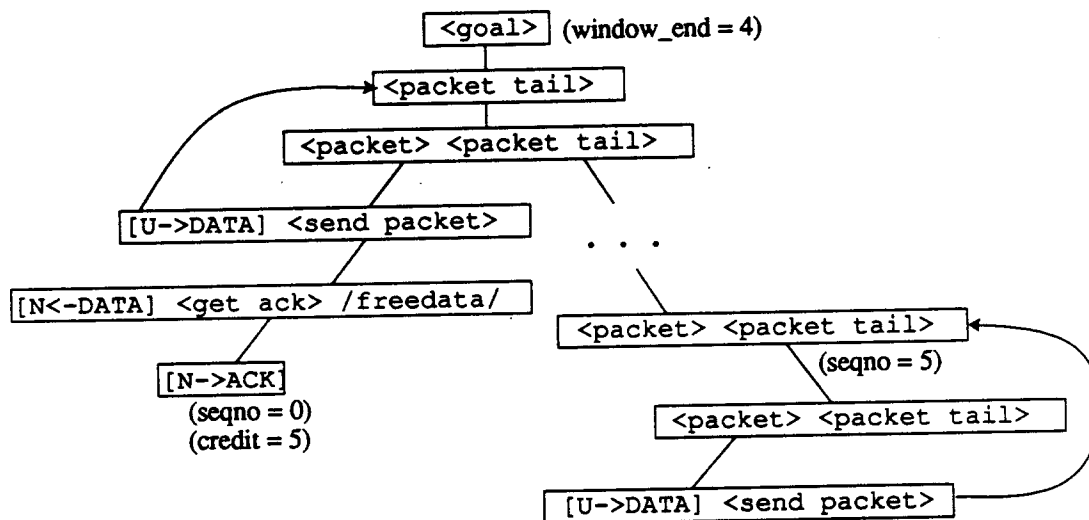 <goal> (window_end = 4)
<packet tail>
<packet> <packet tail>
[U->DATA] <send packet>
. . .
[N<-DATA] <get ack> /freedata/
<packet> <packet tail>
[N->ACK]
(seqno = 5)
(seqno = 0)
(credit = 5)
<packet> <packet tail>
[U->DATA] <send packet>